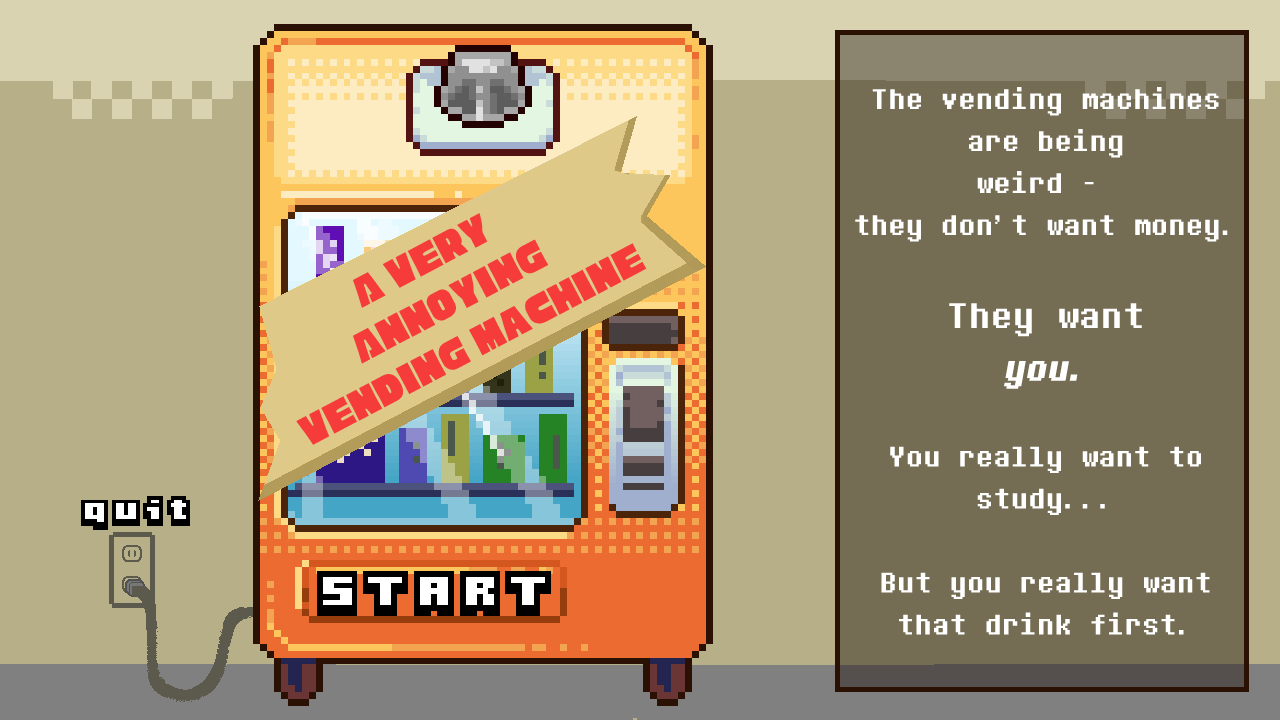 A VERY
ANNOYING
VENDING MACHINE
The vending machines
are being
weird -
they don't want money.
They want
you.
You really want to
study...
But you really want
that drink first.
quit
START